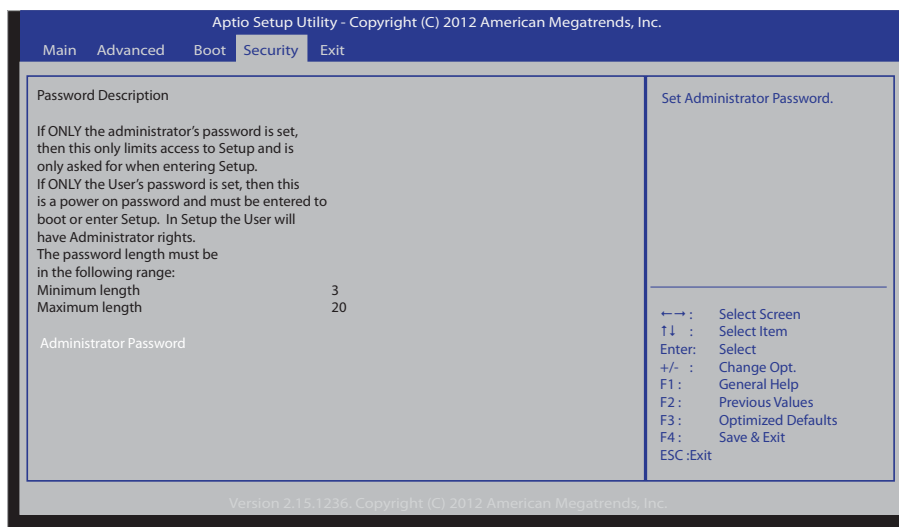 Aptio Setup Utility - Copyright (C) 2012 American Megatrends, Inc.
Main Advanced Boot Security Exit
Password Description
If ONLY the administrator's password is set,
then this only limits access to Setup and is
only asked for when entering Setup.
If ONLY the User's password is set, then this
is a power on password and must be entered to
boot or enter Setup. In Setup the User will
have Administrator rights.
The password length must be
in the following range:
Minimum length 3
Maximum length 20
Administrator Password
Set Administrator Password.
←→ : Select Screen
↑↓ : Select Item
Enter: Select
+/- : Change Opt.
F1 : General Help
F2 : Previous Values
F3 : Optimized Defaults
F4 : Save & Exit
ESC :Exit
Version 2.15.1236. Copyright (C) 2012 American Megatrends, Inc.